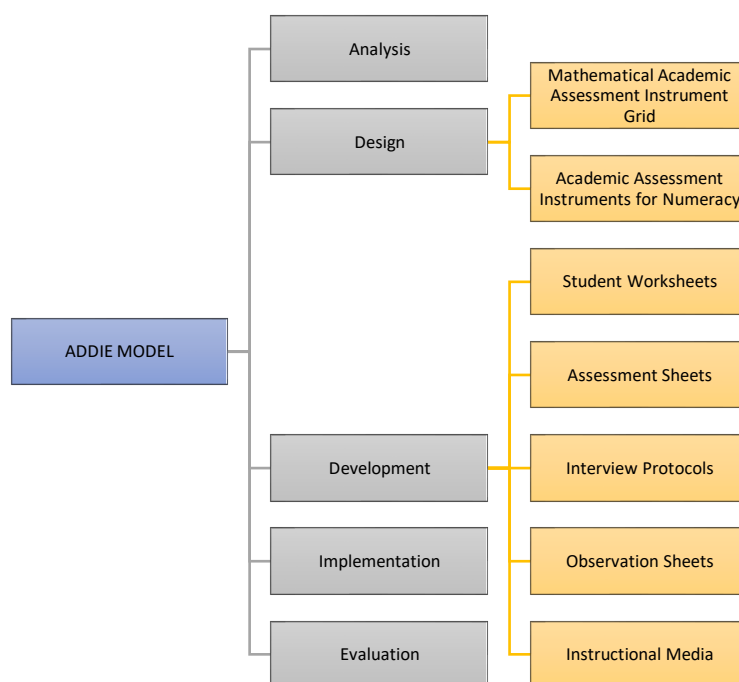 ADDIE MODEL
Analysis
Design
Mathematical Academic
Assessment Instrument
Grid
Academic Assessment
Instruments for Numeracy
Development
Student Worksheets
Assessment Sheets
Interview Protocols
Observation Sheets
Instructional Media
Implementation
Evaluation